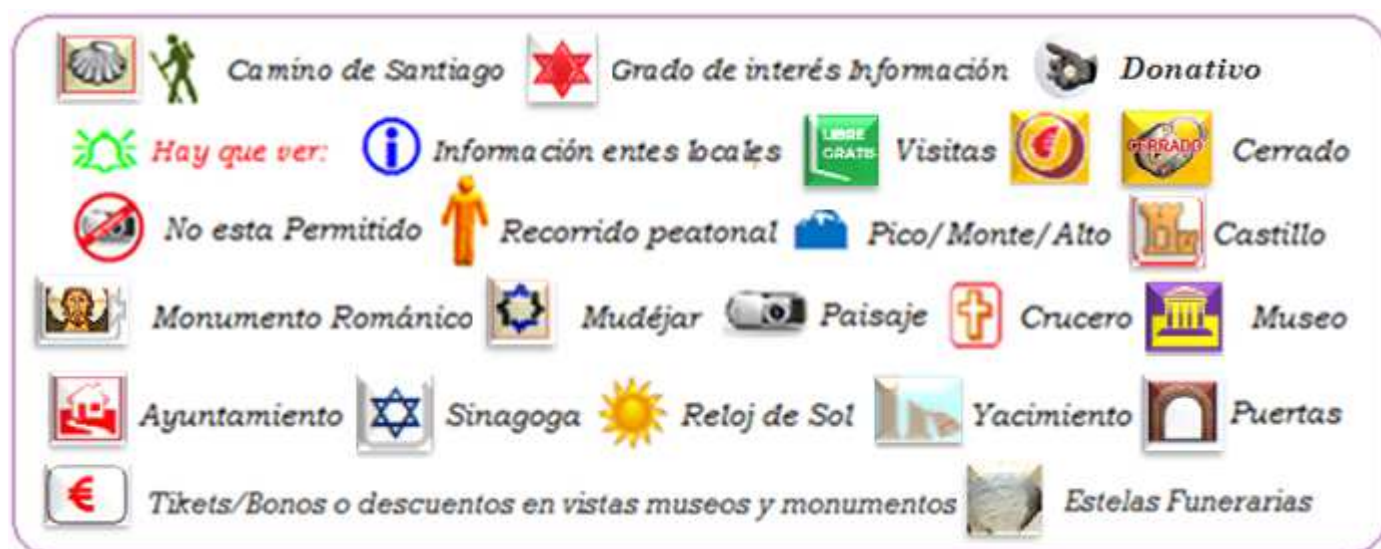 Camino de Santiago Grado de interés Información Donativo
Hay que ver: i Información entes locales LIBRE GRATIS Visitas € CERRADO Cerrado
No esta Permitido Recorrido peatonal Pico/Monte/Alto Castillo
Monumento Románico Mudéjar Paisaje Crucero Museo
Ayuntamiento Sinagoga Reloj de Sol Yacimiento Puertas
€ Tikets/Bonos o descuentos en vistas museos y monumentos Estelas Funerarias